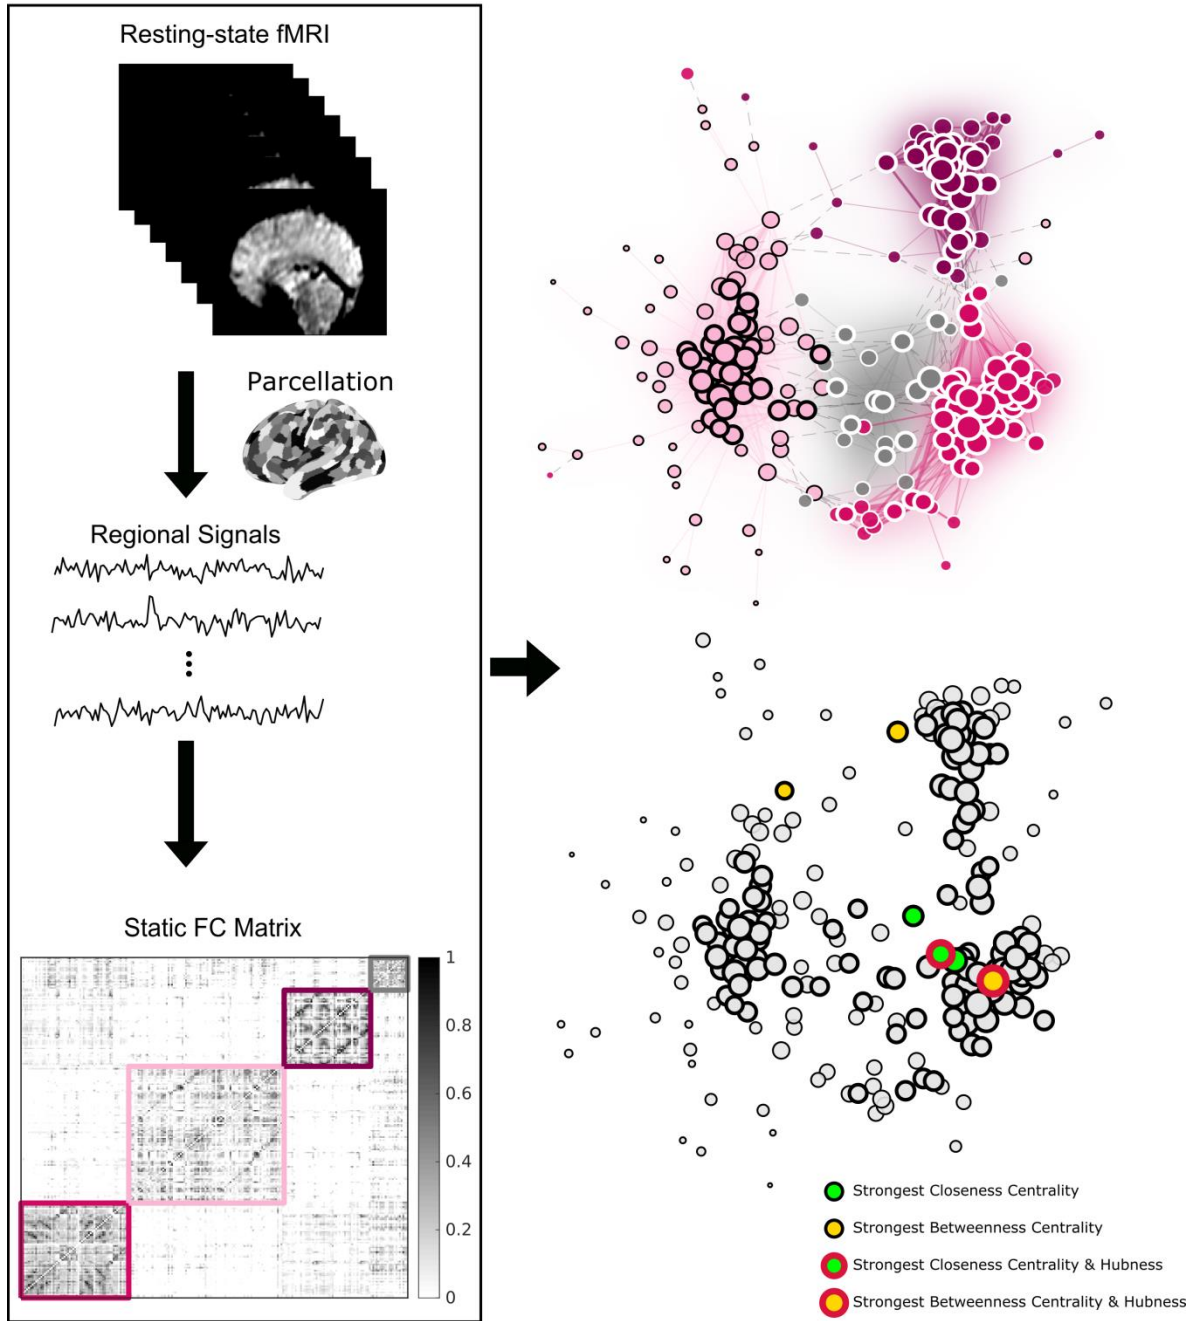 Resting-state fMRI
Parcellation
Regional Signals
Static FC Matrix
1
0.8
0.6
0.4
0.2
0
Strongest Closeness Centrality
Strongest Betweenness Centrality
Strongest Closeness Centrality & Hubness
Strongest Betweenness Centrality & Hubness